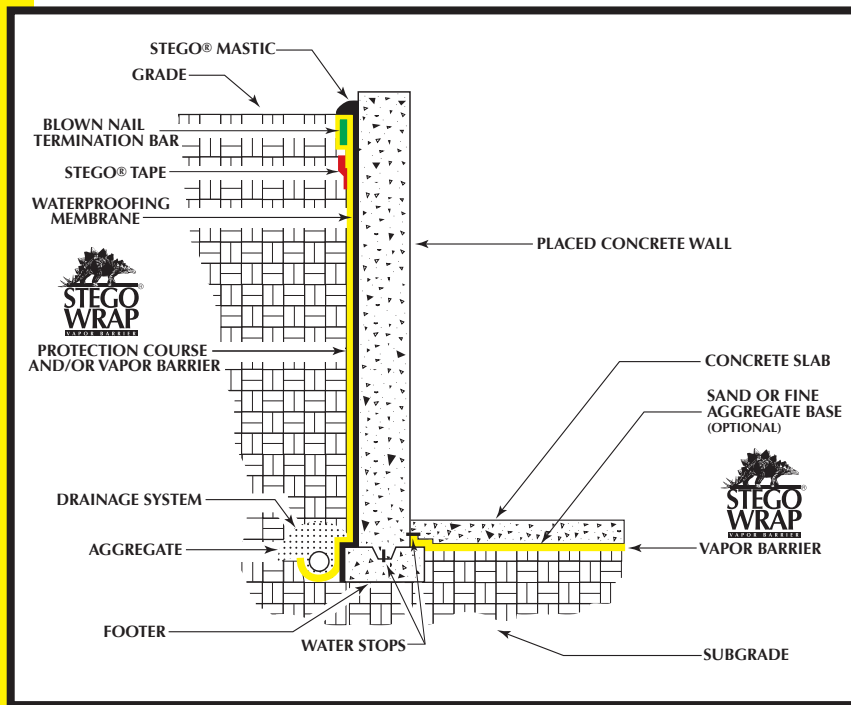 STEGO® MASTIC
GRADE
BLOWN NAIL
TERMINATION BAR
STEGO® TAPE
WATERPROOFING
MEMBRANE
PLACED CONCRETE WALL
STEGO®
WRAP
VAPOR BARRIER
PROTECTION COURSE
AND/OR VAPOR BARRIER
CONCRETE SLAB
SAND OR FINE
AGGREGATE BASE
(OPTIONAL)
STEGO®
WRAP
VAPOR BARRIER
DRAINAGE SYSTEM
AGGREGATE
VAPOR BARRIER
FOOTER
WATER STOPS
SUBGRADE